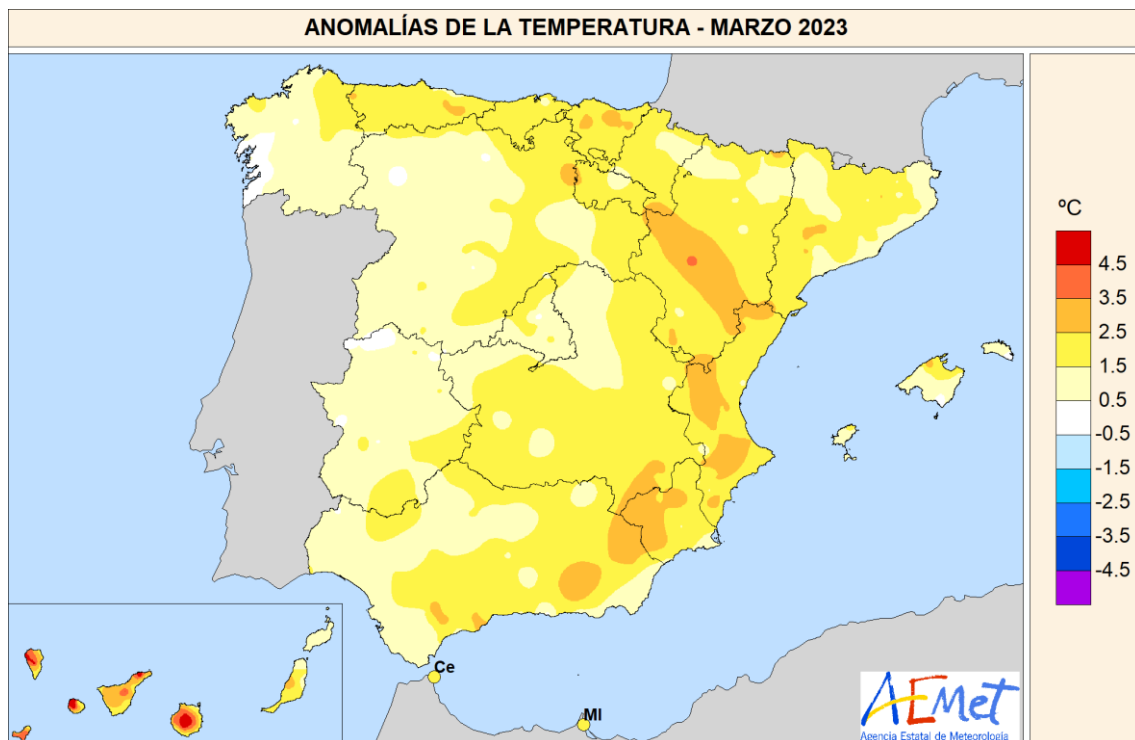 ANOMALÍAS DE LA TEMPERATURA - MARZO 2023
ºC
4.5
3.5
2.5
1.5
0.5
-0.5
-1.5
-2.5
-3.5
-4.5
Ce
Ml
AEMet
Agencia Estatal de Meteorología